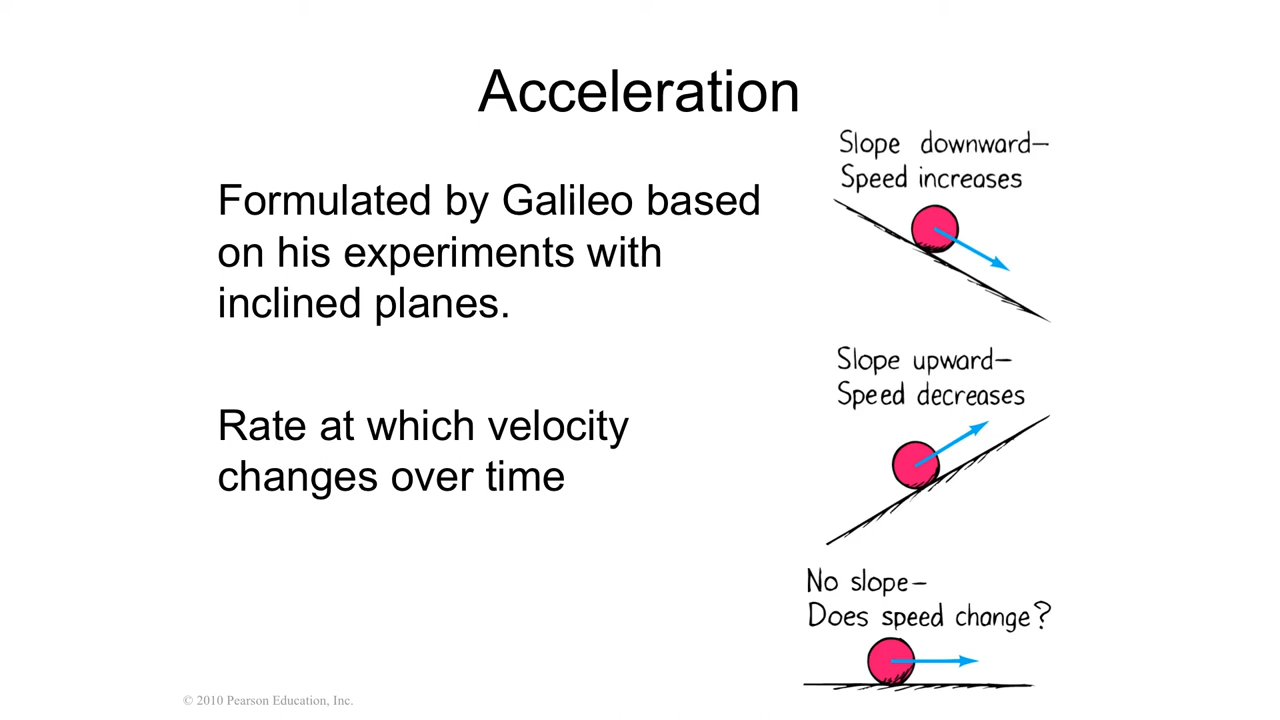 Acceleration
Formulated by Galileo based
on his experiments with
inclined planes.
Rate at which velocity
changes over time
Slope downward—
Speed increases
Slope upward—
Speed decreases
No slope—
Does speed change?
© 2010 Pearson Education, Inc.